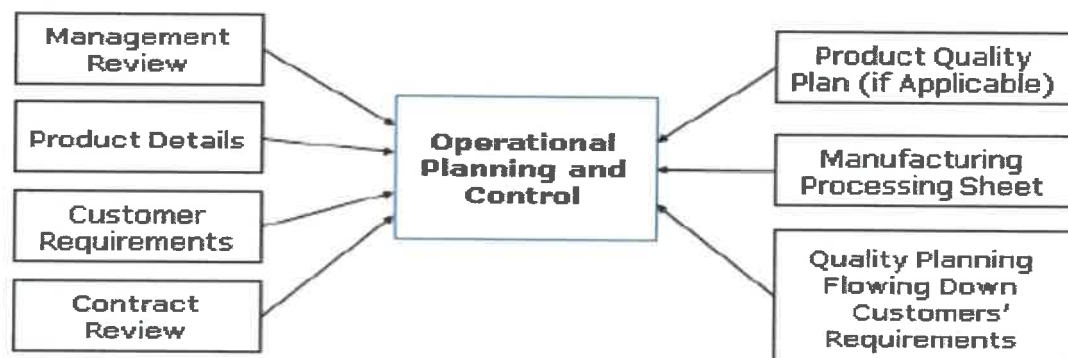 Management
Review
Product Details
Customer
Requirements
Contract
Review
Operational
Planning and
Control
Product Quality
Plan (if Applicable)
Manufacturing
Processing Sheet
Quality Planning
Flowing Down
Customers'
Requirements